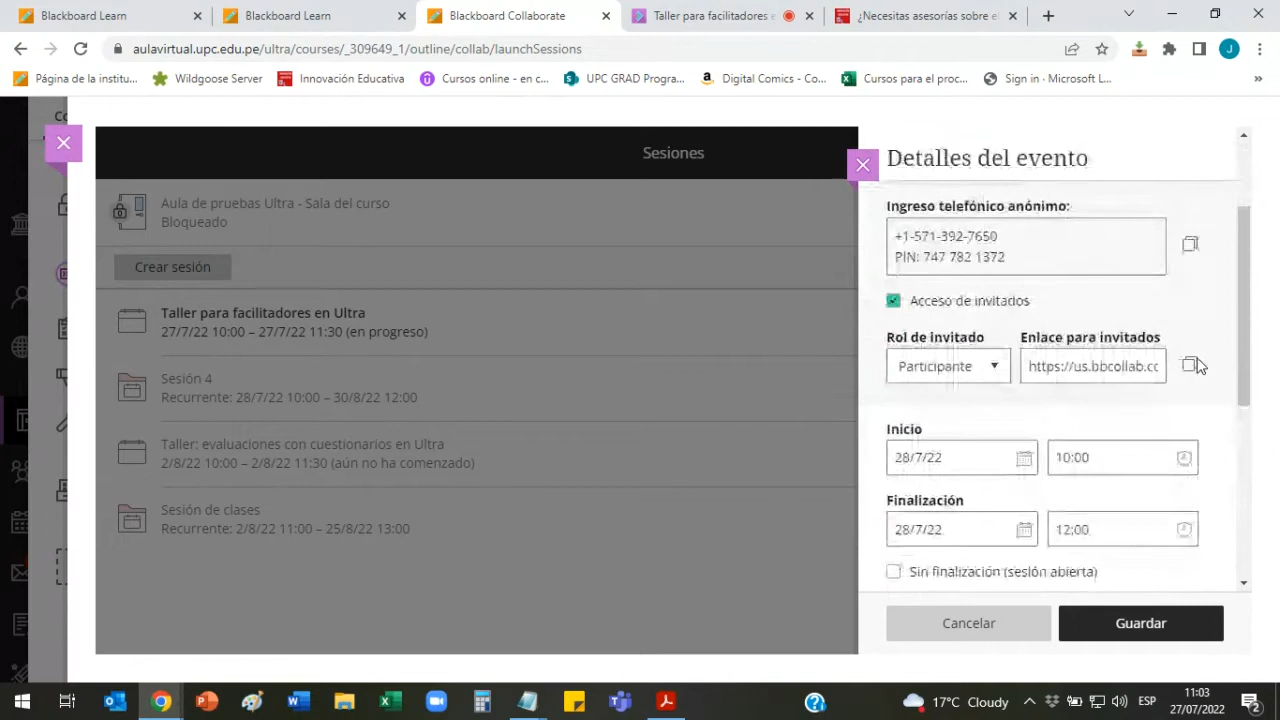 Blackboard Learn
Blackboard Learn
Blackboard Collaborate
Taller para facilitadores e
¿Necesitas asesorías sobre el
aulavirtual.upc.edu.pe/ultra/courses/_309649_1/outline/collab/launchSessions
J
Página de la institu...
Wildgoose Server
Innovación Educativa
Cursos online - en c...
UPC GRAD Progra...
Digital Comics - Co...
Cursos para el proc...
Sign in · Microsoft L...
»
Co
Sesiones
Detalles del evento
Aula de pruebas Ultra - Sala del curso
Bloqueado
Crear sesión
Taller para facilitadores en Ultra
27/7/22 10:00 – 27/7/22 11:30 (en progreso)
Sesión 4
Recurrente: 28/7/22 10:00 – 30/8/22 12:00
Taller: evaluaciones con cuestionarios en Ultra
2/8/22 10:00 – 2/8/22 11:30 (aún no ha comenzado)
Sesión de clases
Recurrente: 2/8/22 11:00 – 25/8/22 13:00
Ingreso telefónico anónimo:
+1-571-392-7650
PIN: 747 782 1372
Acceso de invitados
Rol de invitado
Enlace para invitados
Participante
https://us.bbcollab.cc
Inicio
28/7/22
10:00
Finalización
28/7/22
12:00
Sin finalización (sesión abierta)
Cancelar
Guardar
17°C Cloudy
ESP
11:03
27/07/2022
2